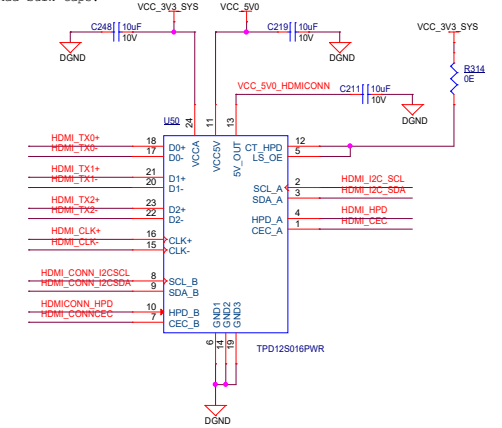 VCC_3V3_SYS VCC_5V0
C248 10uF
10V
DGND
C219 10uF
10V
DGND
VCC_3V3_SYS
R314
0E
VCC_5V0_HDMICONN
C211 10uF
10V
DGND
U50
24 VCCA
11 VCC5V
13 5V_OUT
HDMI_TX0+ 18 D0+
HDMI_TX0- 17 D0-
HDMI_TX1+ 21 D1+
HDMI_TX1- 20 D1-
HDMI_TX2+ 23 D2+
HDMI_TX2- 22 D2-
HDMI_CLK+ 16 CLK+
HDMI_CLK- 15 CLK-
HDMI_CONN_I2CSCL 8 SCL_B
HDMI_CONN_I2CSDA 9 SDA_B
HDMICONN_HPD 10 HPD_B
HDMI_CONNCEC 7 CEC_B
CT_HPD 12
LS_OE 5
SCL_A 2 HDMI_I2C_SCL
SDA_A 3 HDMI_I2C_SDA
HPD_A 4 HDMI_HPD
CEC_A 1 HDMI_CEC
GND1 6
GND2 14
GND3 19
TPD12S016PWR
DGND